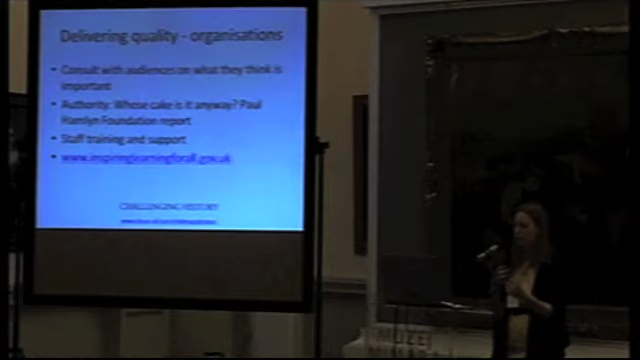 Delivering quality - organisations
• Consult with audiences on what they think is
important
• Authority: Whose cake is it anyway? Paul
Hamlyn Foundation report
• Staff training and support
• www.inspiringlearningforall.gov.uk
CHALLENGING HISTORY